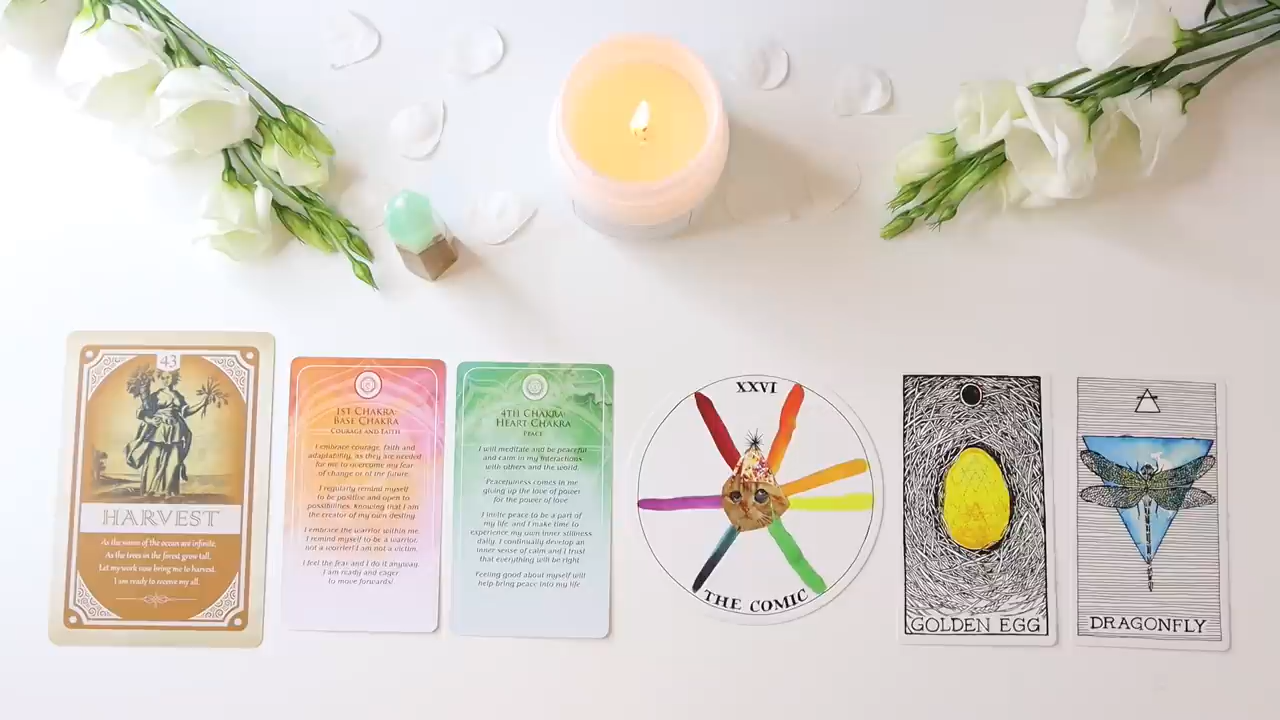 43
HARVEST
As the waves of the ocean are infinite,
As the trees in the forest grow tall,
Let my work now bring me to harvest.
I am ready to receive my all.
1ST CHAKRA
BASE CHAKRA
COURAGE AND FAITH
I embrace courage, faith and
adaptability, as they are needed
for me to overcome my fear
of change or of the future.
I regularly remind myself
to be positive and open to
possibilities. Knowing that I am
the creator of my own destiny.
I embrace the warrior within me.
I remind myself to be a warrior,
not a worrier! I am not a victim.
I feel the fear and do it anyway.
I am ready and eager
to move forwards!
4TH CHAKRA
HEART CHAKRA
PEACE
I will meditate and be peaceful
and calm in my interactions
with others and the world.
Peacefulness comes in me
giving up the love of power
for the power of love.
I invite peace to be a part of
my life and I make time to
experience my own inner stillness
daily. I continually develop an
inner sense of calm and I trust
that everything will be right.
Feeling good about myself will
help bring peace into my life.
XXVI
THE COMIC
GOLDEN EGG
DRAGONFLY